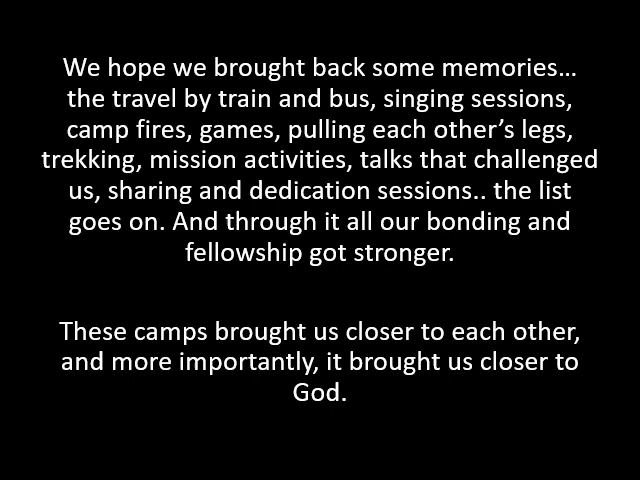 We hope we brought back some memories…
the travel by train and bus, singing sessions,
camp fires, games, pulling each other’s legs,
trekking, mission activities, talks that challenged
us, sharing and dedication sessions.. the list
goes on. And through it all our bonding and
fellowship got stronger.
These camps brought us closer to each other,
and more importantly, it brought us closer to
God.